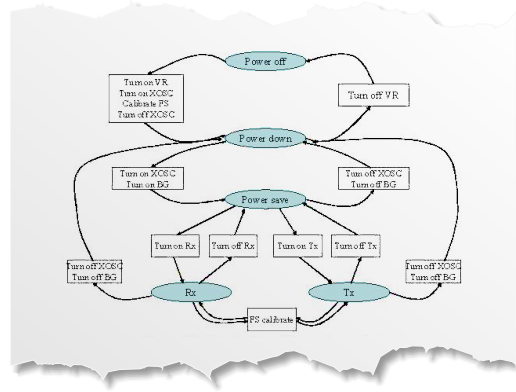 Power off
Turn on VR
Turn on XOSC
Calibrate FS
Turn off XOSC
Turn off VR
Power down
Turn on XOSC
Turn on BG
Turn off XOSC
Turn off BG
Power save
Turn on Rx
Turn off Rx
Turn on Tx
Turn off Tx
Turn off XOSC
Turn off BG
Turn off XOSC
Turn off BG
Rx
Tx
FS calibrate